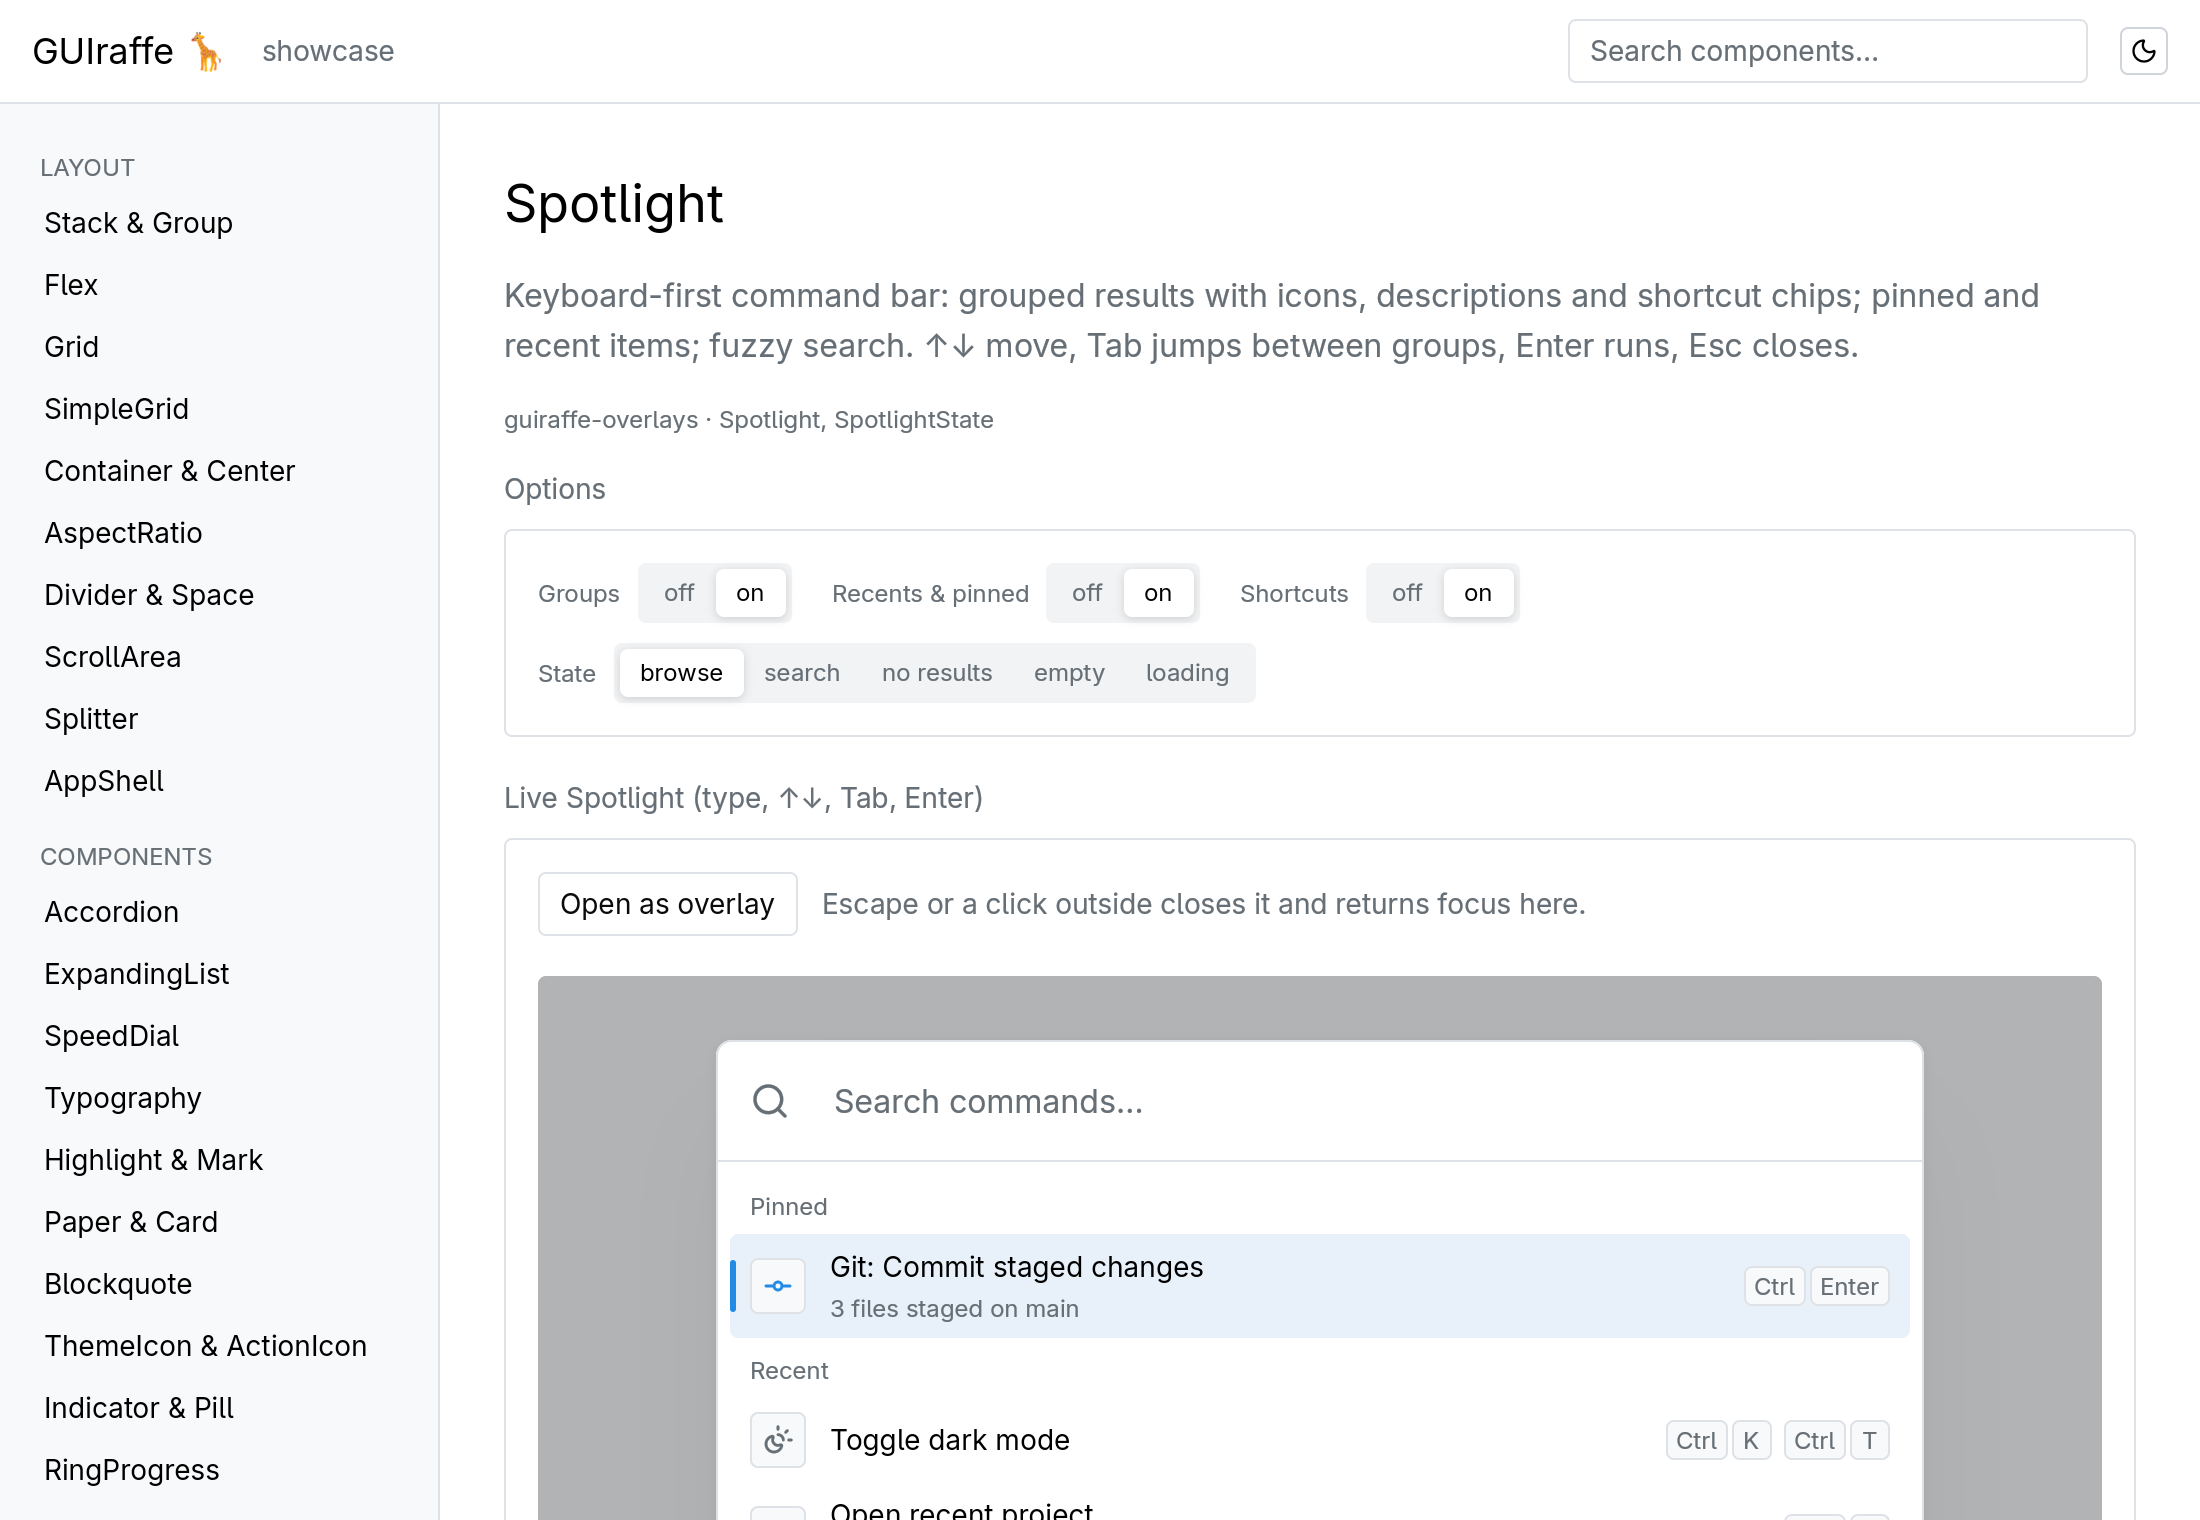 GUIraffe 🦒 showcase Search components...
LAYOUT
Stack & Group
Flex
Grid
SimpleGrid
Container & Center
AspectRatio
Divider & Space
ScrollArea
Splitter
AppShell
COMPONENTS
Accordion
ExpandingList
SpeedDial
Typography
Highlight & Mark
Paper & Card
Blockquote
ThemeIcon & ActionIcon
Indicator & Pill
RingProgress
Spotlight
Keyboard-first command bar: grouped results with icons, descriptions and shortcut chips; pinned and
recent items; fuzzy search. ↑↓ move, Tab jumps between groups, Enter runs, Esc closes.
guiraffe-overlays · Spotlight, SpotlightState
Options
Groups off on Recents & pinned off on Shortcuts off on
State browse search no results empty loading
Live Spotlight (type, ↑↓, Tab, Enter)
Open as overlay Escape or a click outside closes it and returns focus here.
Search commands...
Pinned
Git: Commit staged changes Ctrl Enter
3 files staged on main
Recent
Toggle dark mode Ctrl K Ctrl T
Open recent project